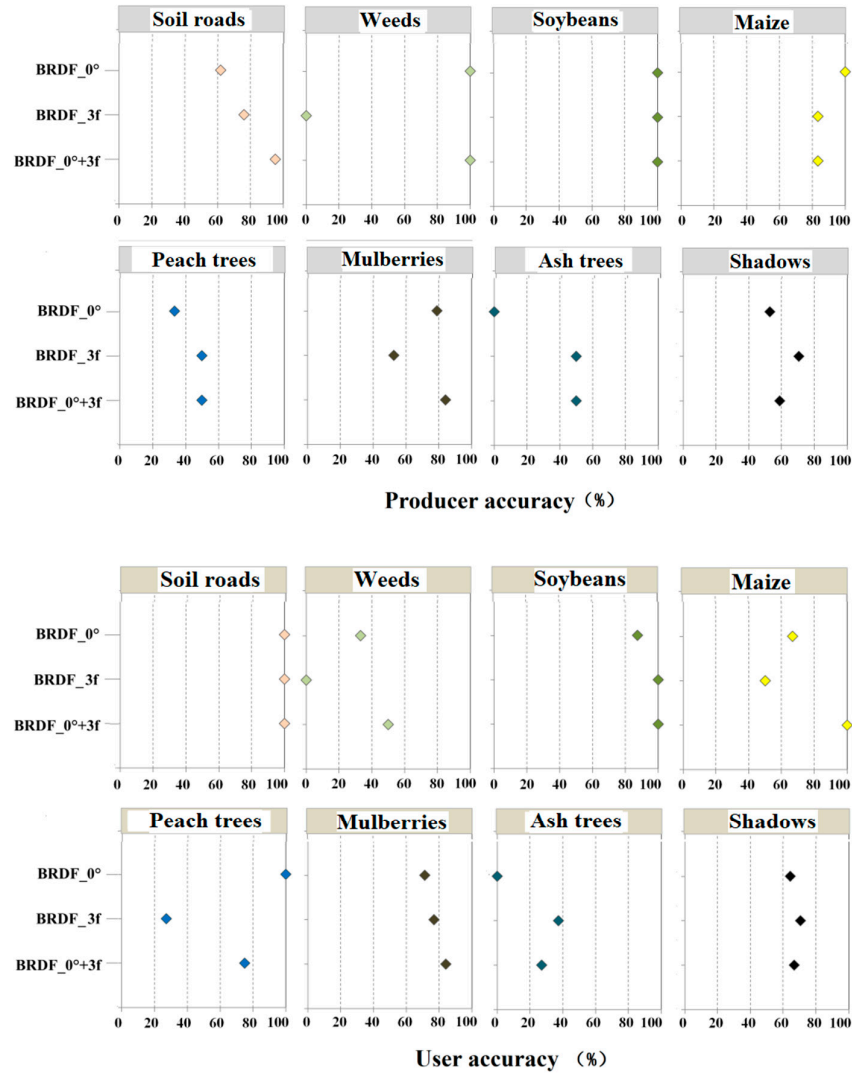 Soil roads Weeds Soybeans Maize
BRDF_0°
BRDF_3f
BRDF_0°+3f
0 20 40 60 80 100 0 20 40 60 80 100 0 20 40 60 80 100 0 20 40 60 80 100
Peach trees Mulberries Ash trees Shadows
BRDF_0°
BRDF_3f
BRDF_0°+3f
0 20 40 60 80 100 0 20 40 60 80 100 0 20 40 60 80 100 0 20 40 60 80 100
Producer accuracy（%）
Soil roads Weeds Soybeans Maize
BRDF_0°
BRDF_3f
BRDF_0°+3f
0 20 40 60 80 100 0 20 40 60 80 100 0 20 40 60 80 100 0 20 40 60 80 100
Peach trees Mulberries Ash trees Shadows
BRDF_0°
BRDF_3f
BRDF_0°+3f
0 20 40 60 80 100 0 20 40 60 80 100 0 20 40 60 80 100 0 20 40 60 80 100
User accuracy （%）